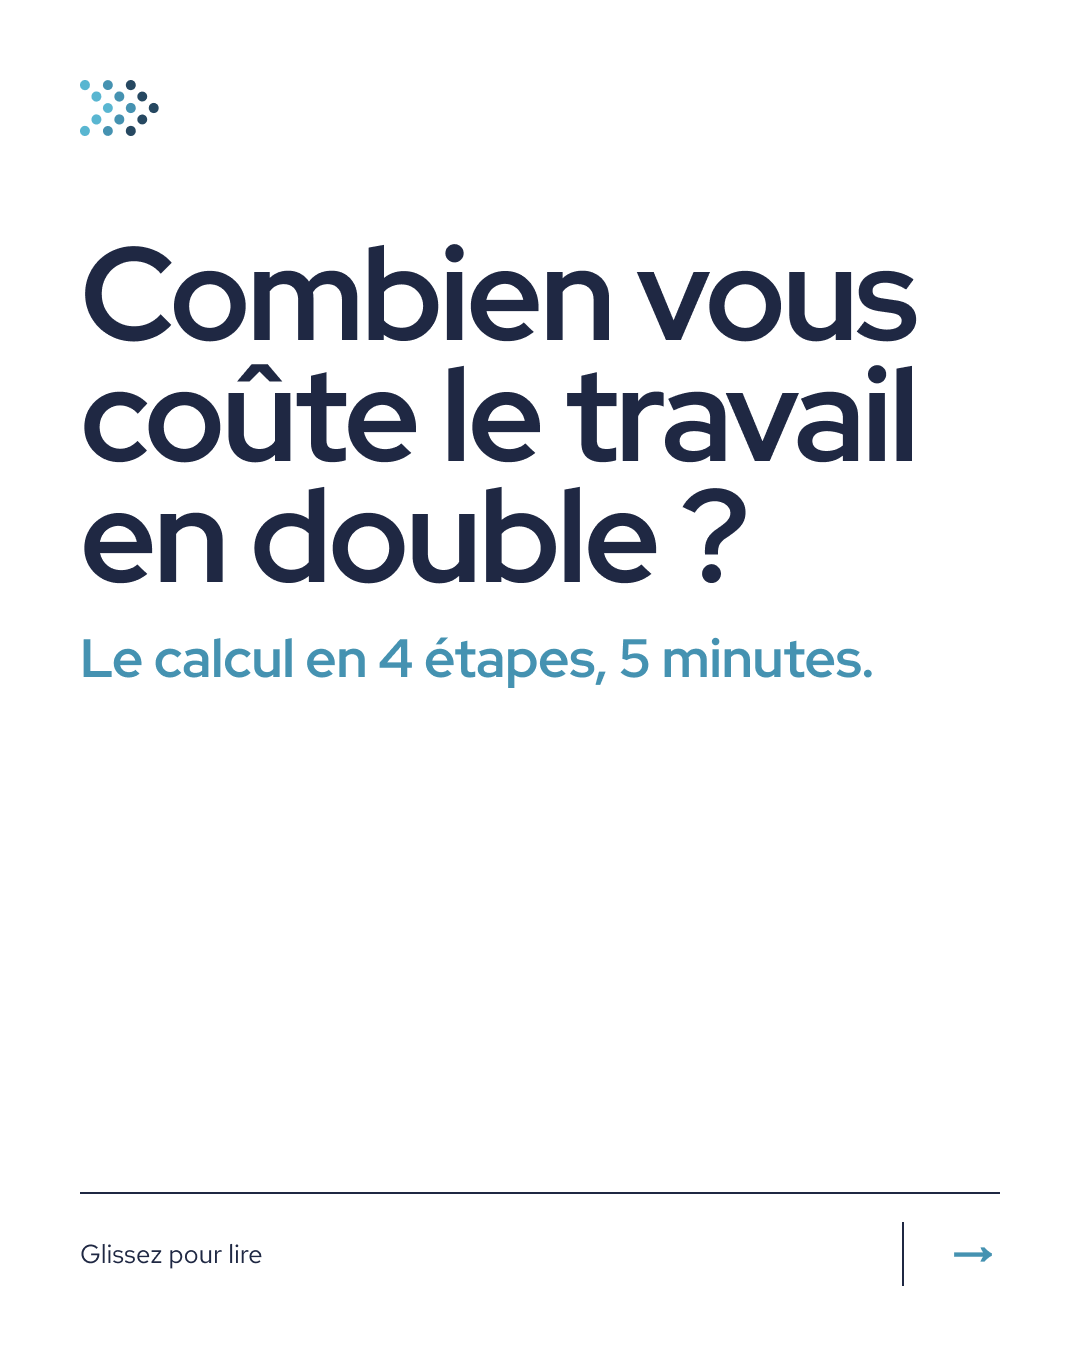 Combien vous
coûte le travail
en double ?
Le calcul en 4 étapes, 5 minutes.
Glissez pour lire
→